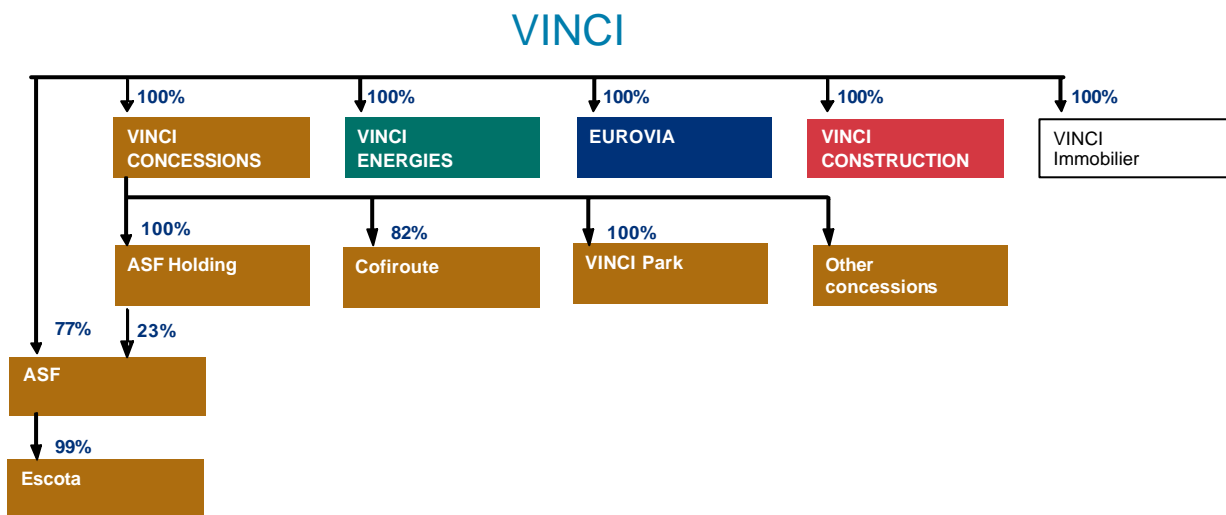 VINCI
100%
100%
100%
100%
100%
VINCI
CONCESSIONS
VINCI
ENERGIES
EUROVIA
VINCI
CONSTRUCTION
VINCI
Immobilier
100%
82%
100%
ASF Holding
Cofiroute
VINCI Park
Other
concessions
77%
23%
ASF
99%
Escota